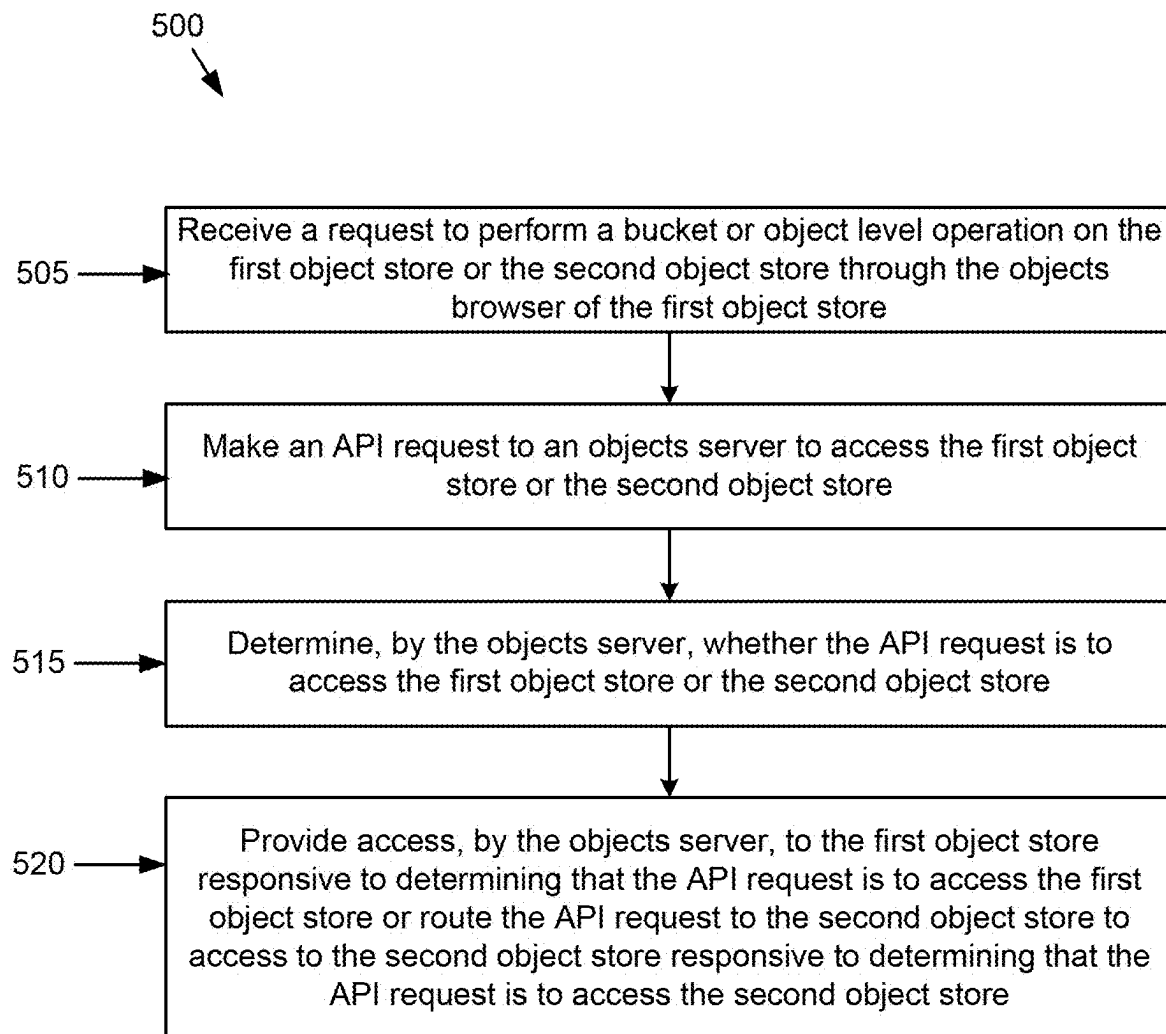 500
505
Receive a request to perform a bucket or object level operation on the
first object store or the second object store through the objects
browser of the first object store
510
Make an API request to an objects server to access the first object
store or the second object store
515
Determine, by the objects server, whether the API request is to
access the first object store or the second object store
520
Provide access, by the objects server, to the first object store
responsive to determining that the API request is to access the first
object store or route the API request to the second object store to
access to the second object store responsive to determining that the
API request is to access the second object store